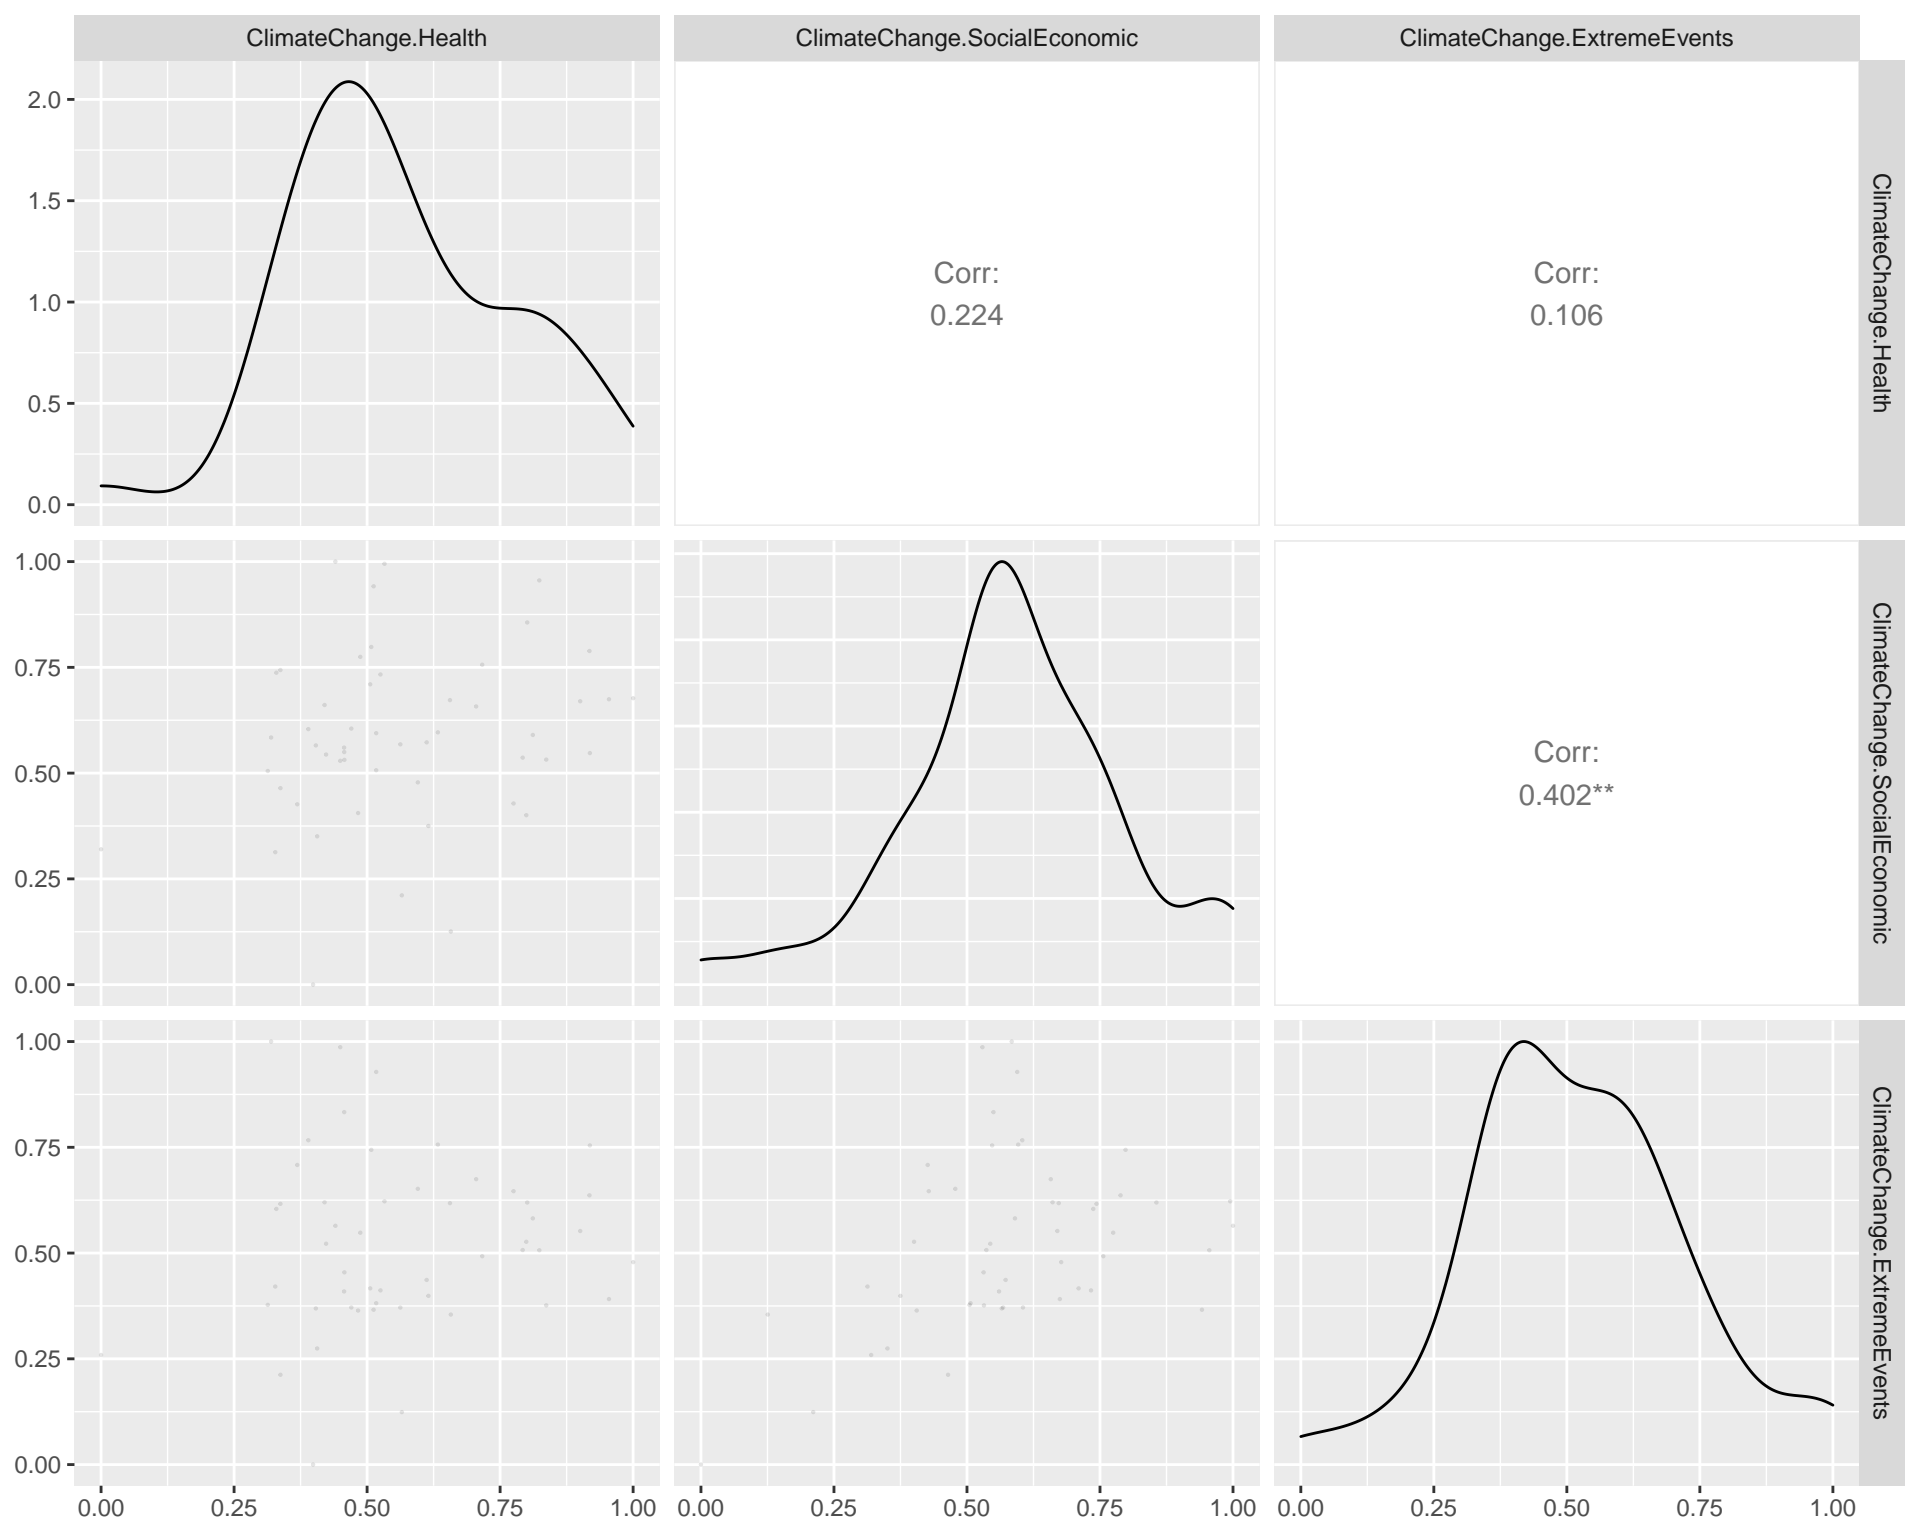 ClimateChange.Health
ClimateChange.SocialEconomic
ClimateChange.ExtremeEvents
2.0
1.5
1.0
0.5
0.0
Corr:
0.224
Corr:
0.106
ClimateChange.Health
1.00
0.75
0.50
0.25
0.00
Corr:
0.402**
ClimateChange.SocialEconomic
1.00
0.75
0.50
0.25
0.00
ClimateChange.ExtremeEvents
0.00 0.25 0.50 0.75 1.00
0.00 0.25 0.50 0.75 1.00
0.00 0.25 0.50 0.75 1.00